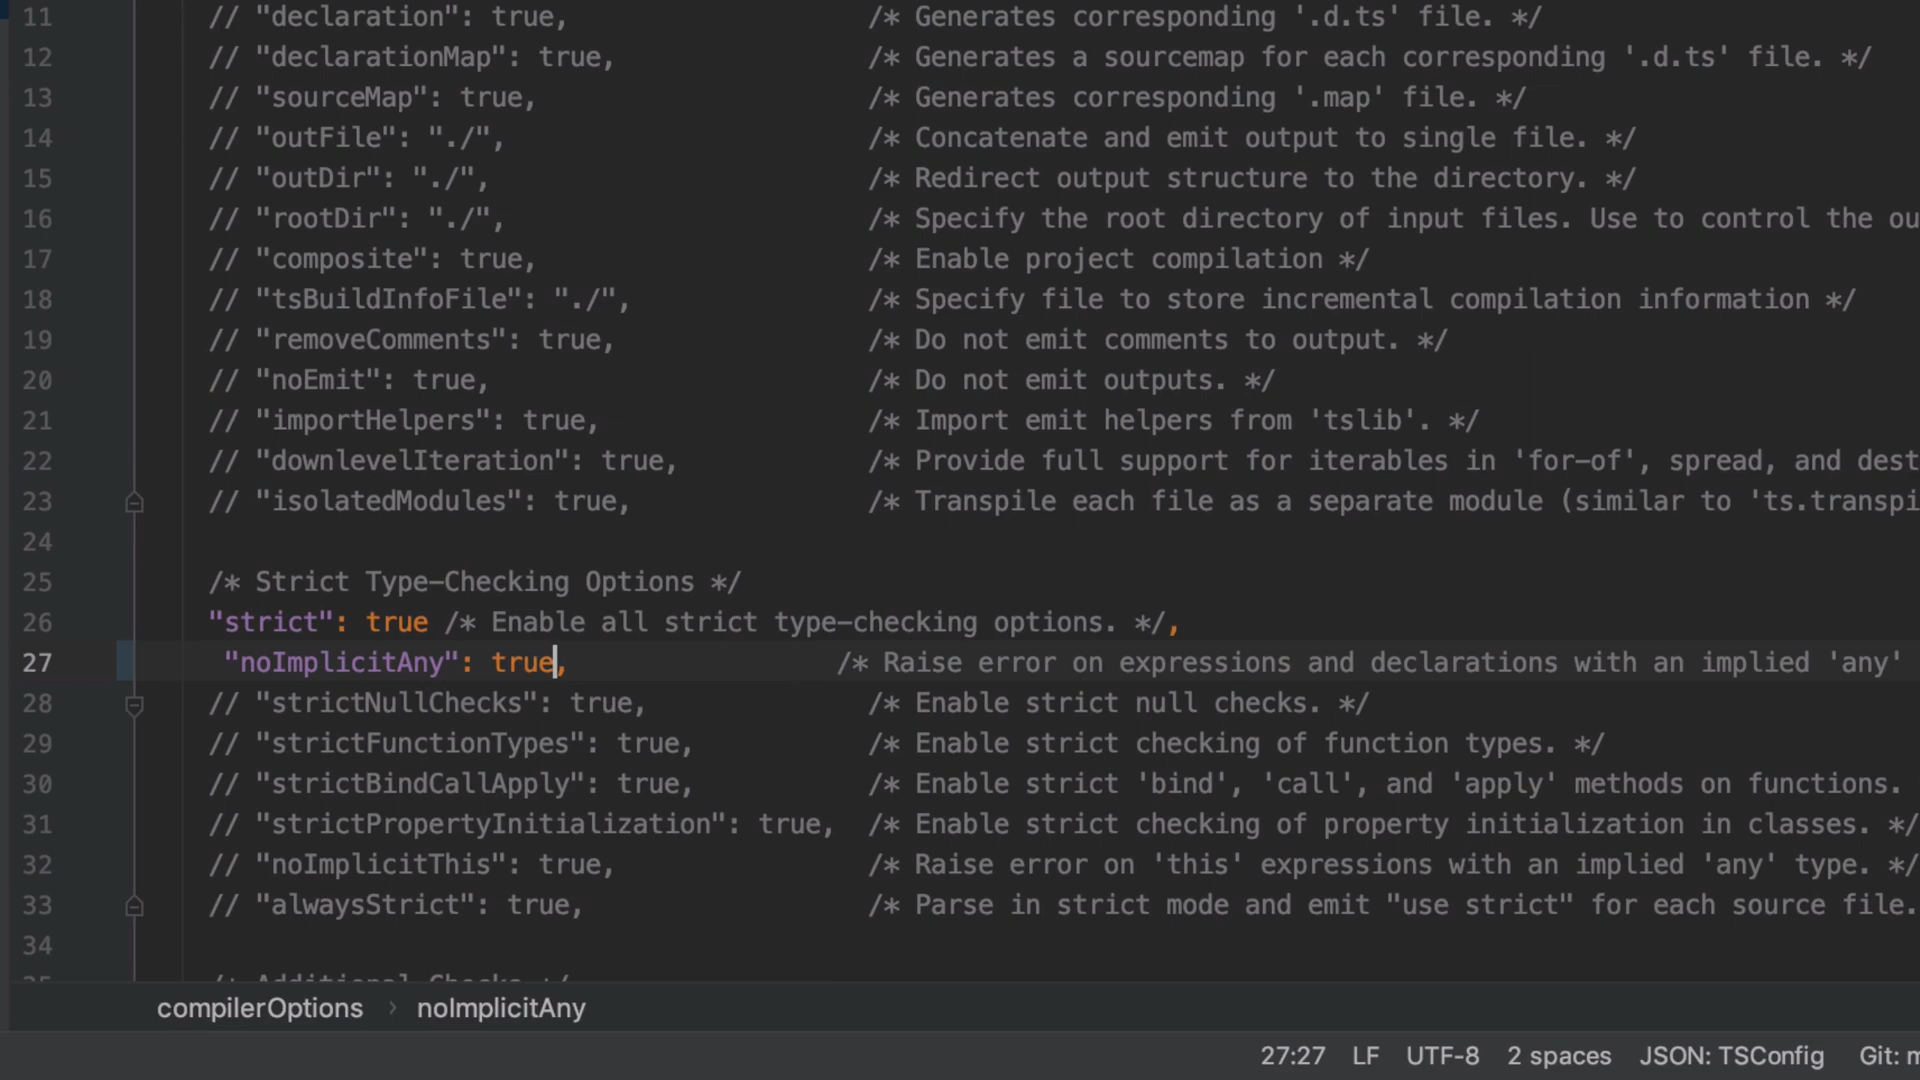 11 // "declaration": true, /* Generates corresponding '.d.ts' file. */
12 // "declarationMap": true, /* Generates a sourcemap for each corresponding '.d.ts' file. */
13 // "sourceMap": true, /* Generates corresponding '.map' file. */
14 // "outFile": "./", /* Concatenate and emit output to single file. */
15 // "outDir": "./", /* Redirect output structure to the directory. */
16 // "rootDir": "./", /* Specify the root directory of input files. Use to control the ou
17 // "composite": true, /* Enable project compilation */
18 // "tsBuildInfoFile": "./", /* Specify file to store incremental compilation information */
19 // "removeComments": true, /* Do not emit comments to output. */
20 // "noEmit": true, /* Do not emit outputs. */
21 // "importHelpers": true, /* Import emit helpers from 'tslib'. */
22 // "downlevelIteration": true, /* Provide full support for iterables in 'for-of', spread, and dest
23 // "isolatedModules": true, /* Transpile each file as a separate module (similar to 'ts.transpi
24
25 /* Strict Type-Checking Options */
26 "strict": true /* Enable all strict type-checking options. */,
27 "noImplicitAny": true, /* Raise error on expressions and declarations with an implied 'any'
28 // "strictNullChecks": true, /* Enable strict null checks. */
29 // "strictFunctionTypes": true, /* Enable strict checking of function types. */
30 // "strictBindCallApply": true, /* Enable strict 'bind', 'call', and 'apply' methods on functions.
31 // "strictPropertyInitialization": true, /* Enable strict checking of property initialization in classes. */
32 // "noImplicitThis": true, /* Raise error on 'this' expressions with an implied 'any' type. */
33 // "alwaysStrict": true, /* Parse in strict mode and emit "use strict" for each source file.
34
35 /* Additional Checks */
compilerOptions › noImplicitAny
27:27 LF UTF-8 2 spaces JSON: TSConfig Git: m